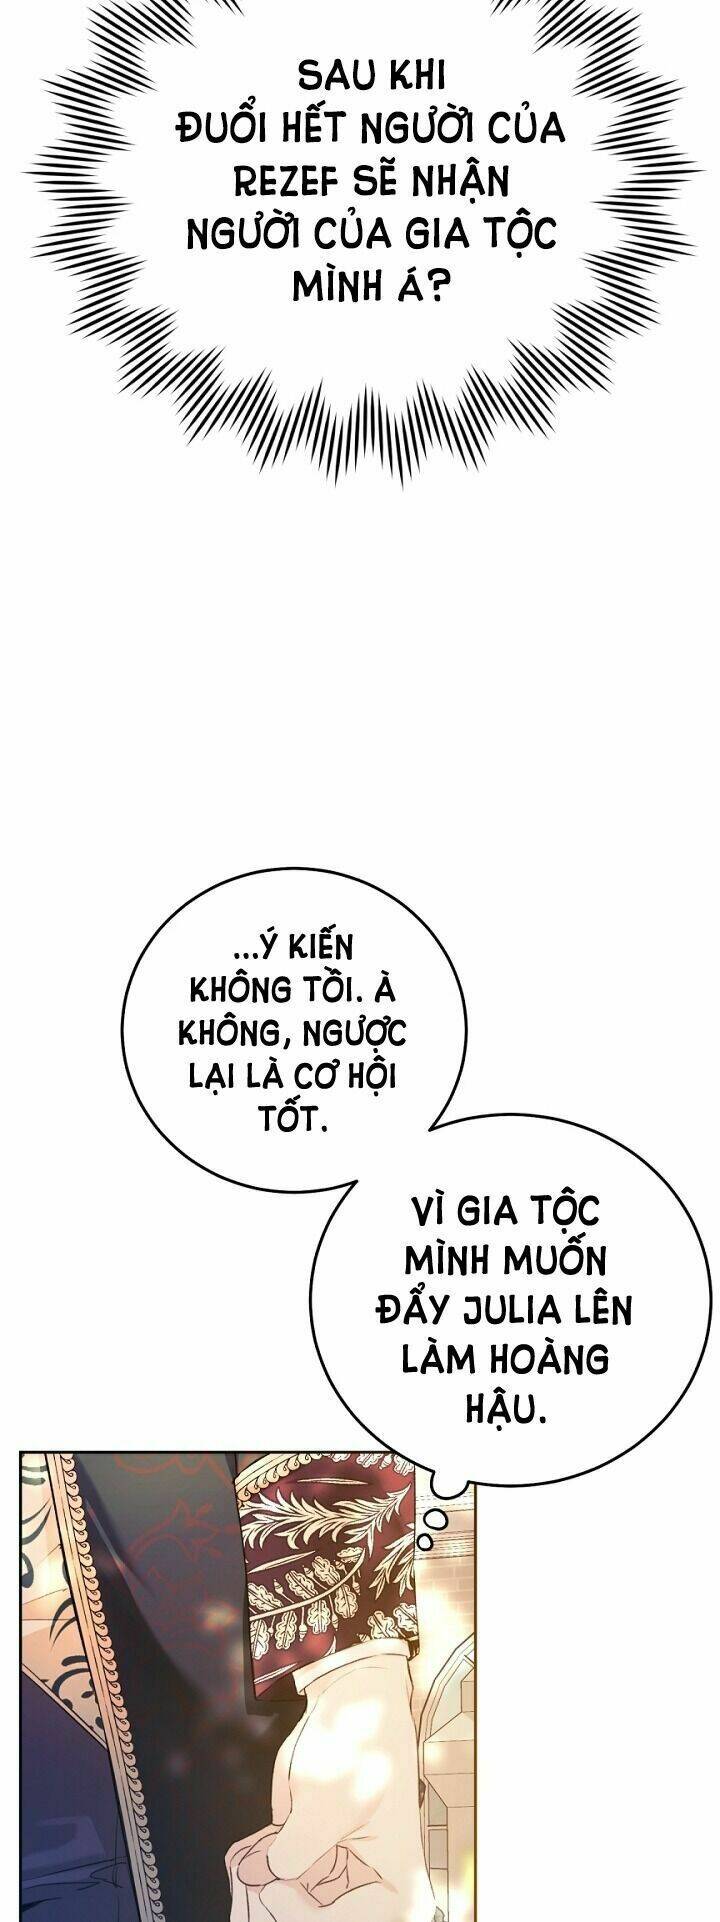 SAU KHI
ĐUỔI HẾT NGƯỜI CỦA
REZEF SẼ NHẬN
NGƯỜI CỦA GIA TỘC
MÌNH Á?
...Ý KIẾN
KHÔNG TỒI. À
KHÔNG, NGƯỢC
LẠI LÀ CƠ HỘI
TỐT.
VÌ GIA TỘC
MÌNH MUỐN
ĐẨY JULIA LÊN
LÀM HOÀNG
HẬU.